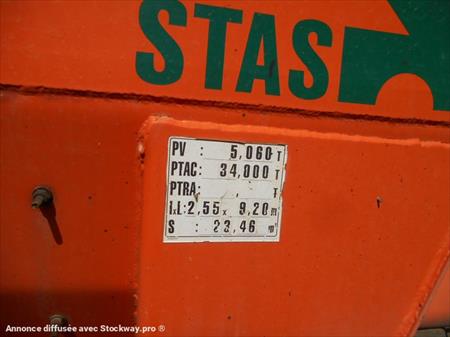 STAS
PV : 5,060 T
PTAC: 34,000 T
PTRA: , T
L.L:2,55 x 9,20 m
S : 23,46 m²
Annonce diffusée avec Stockway.pro ®